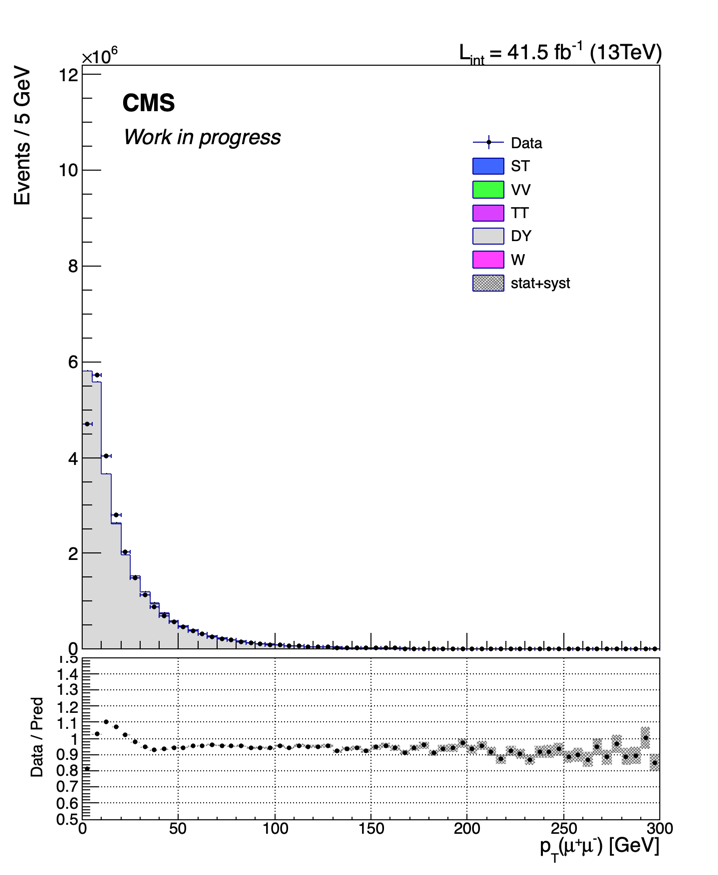 ×10⁶
L_int = 41.5 fb⁻¹ (13TeV)
Events / 5 GeV
12
10
8
6
4
2
0
CMS
Work in progress
Data
ST
VV
TT
DY
W
stat+syst
Data / Pred
1.5
1.4
1.3
1.2
1.1
1
0.9
0.8
0.7
0.6
0.5
0 50 100 150 200 250 300
p_T(μ⁺μ⁻) [GeV]